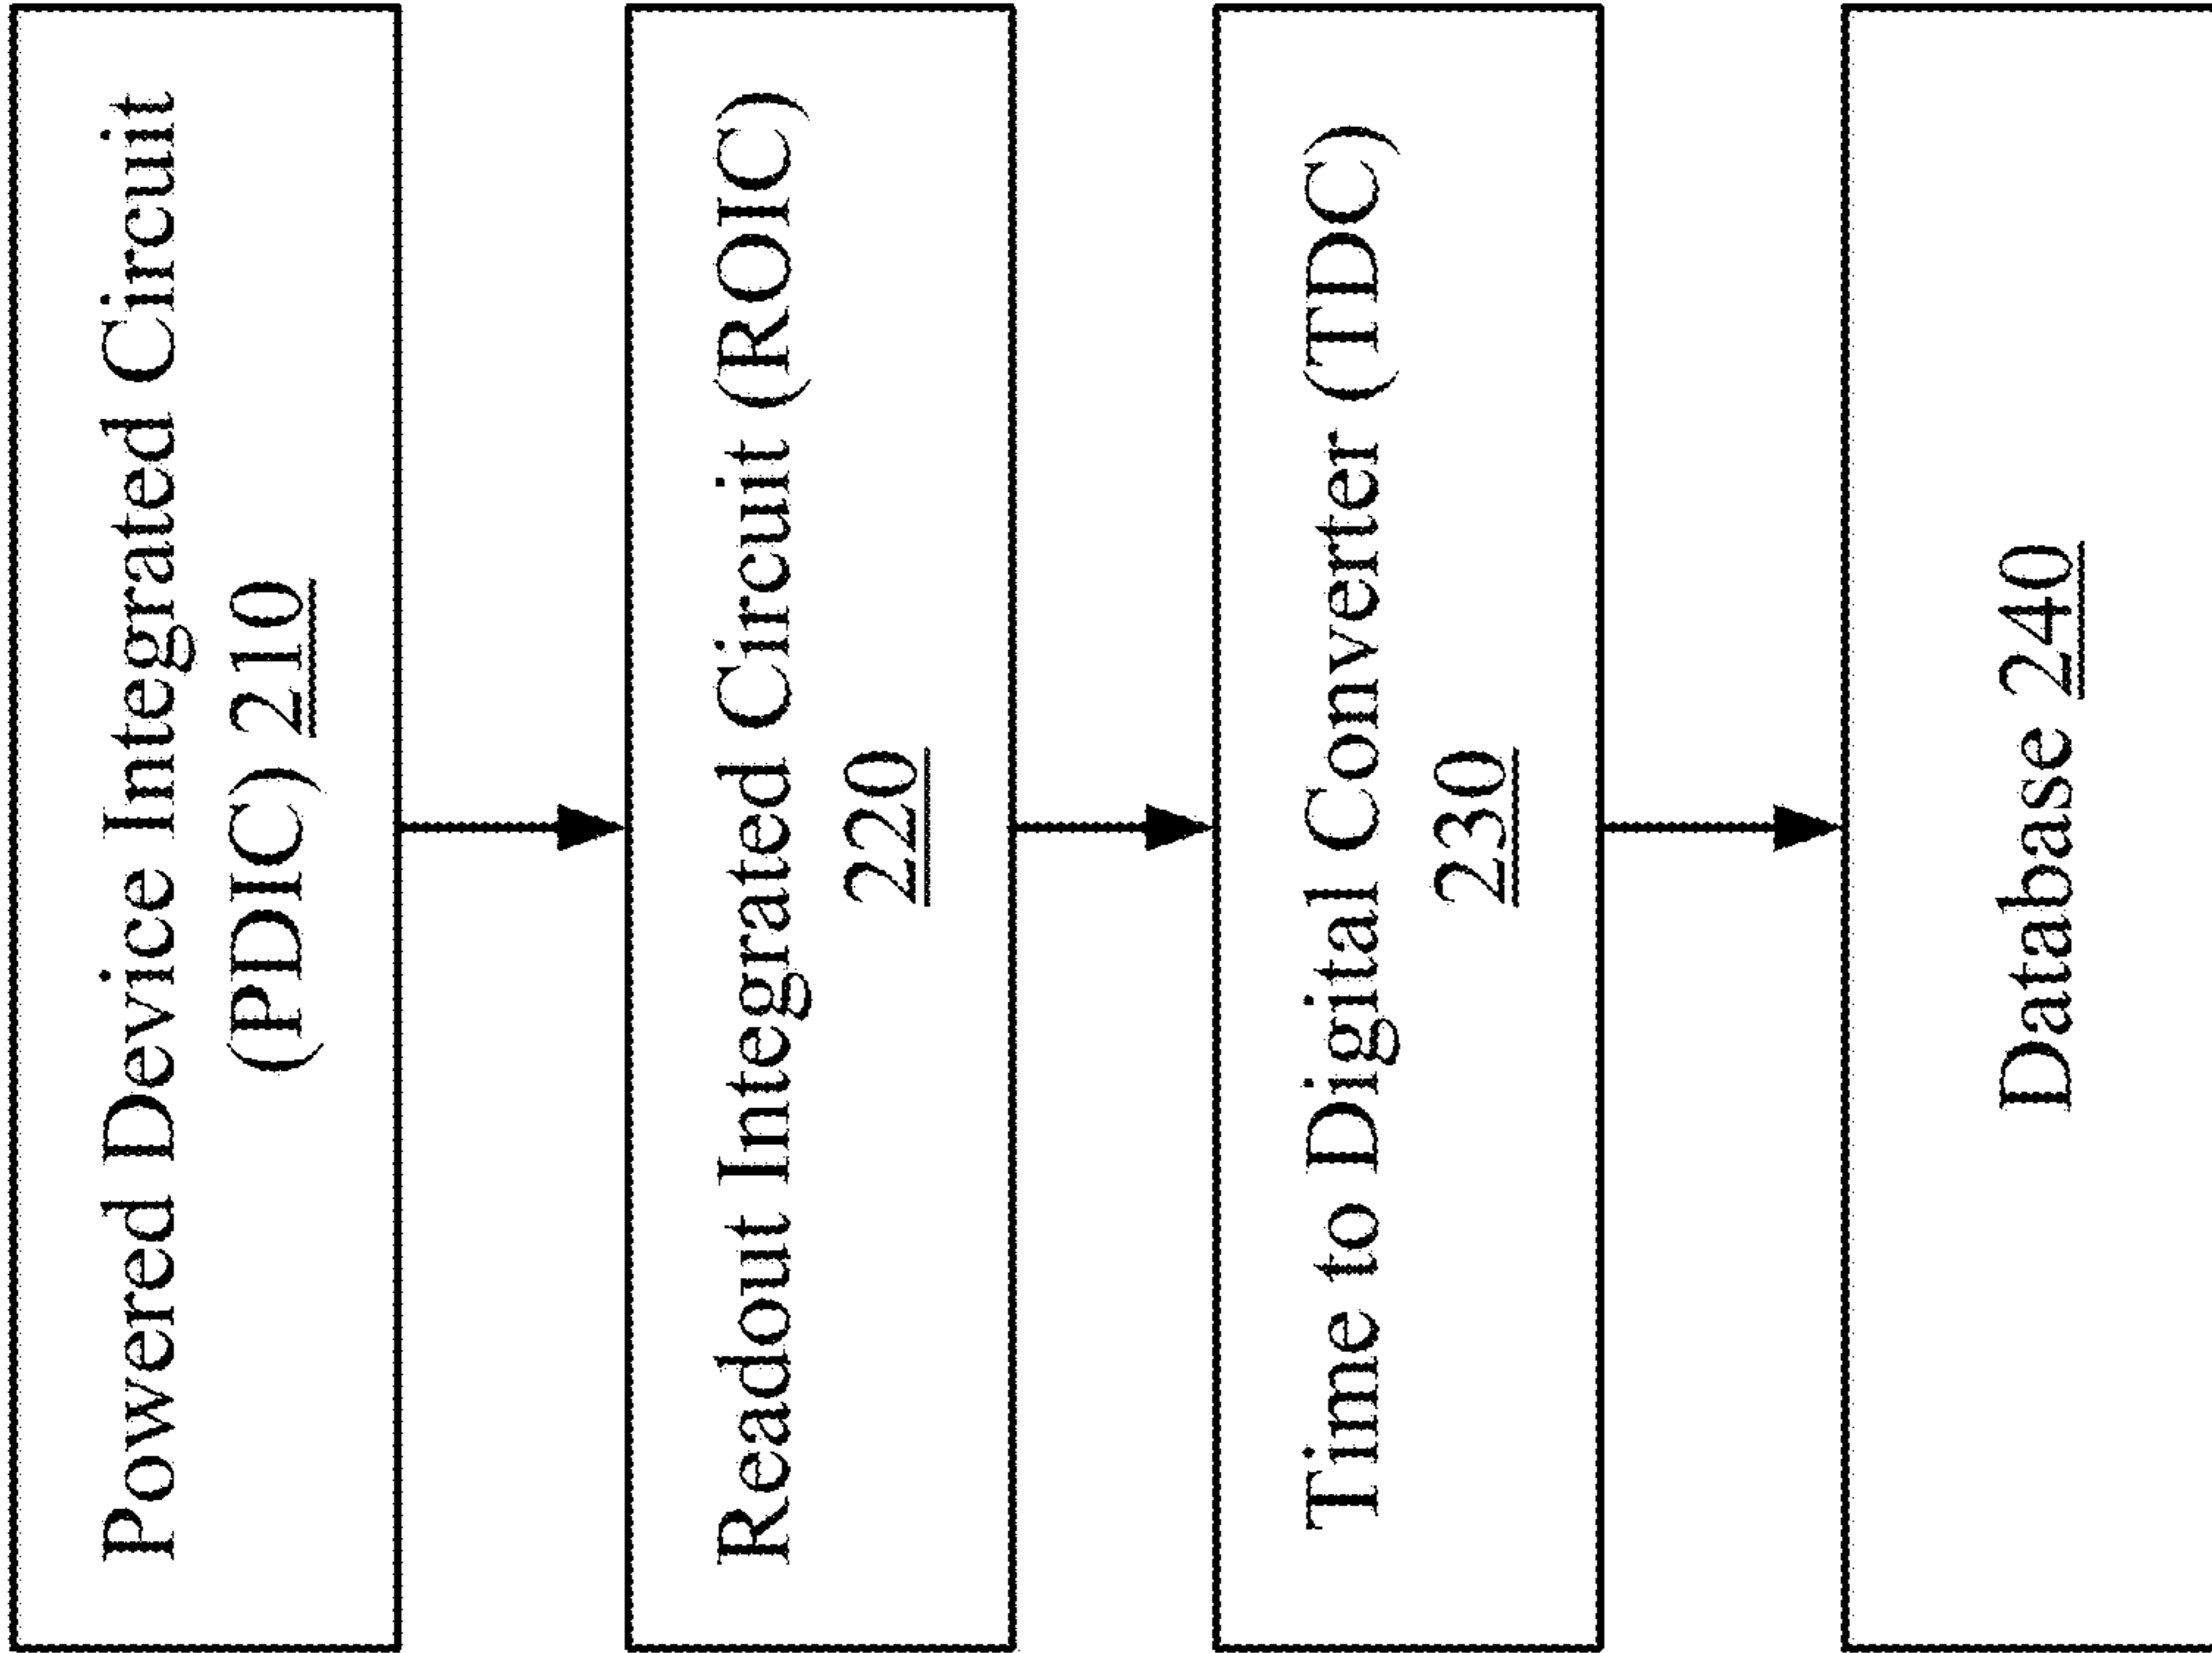 Powered Device Integrated Circuit
(PDIC) 210
Readout Integrated Circuit (ROIC)
220
Time to Digital Converter (TDC)
230
Database 240